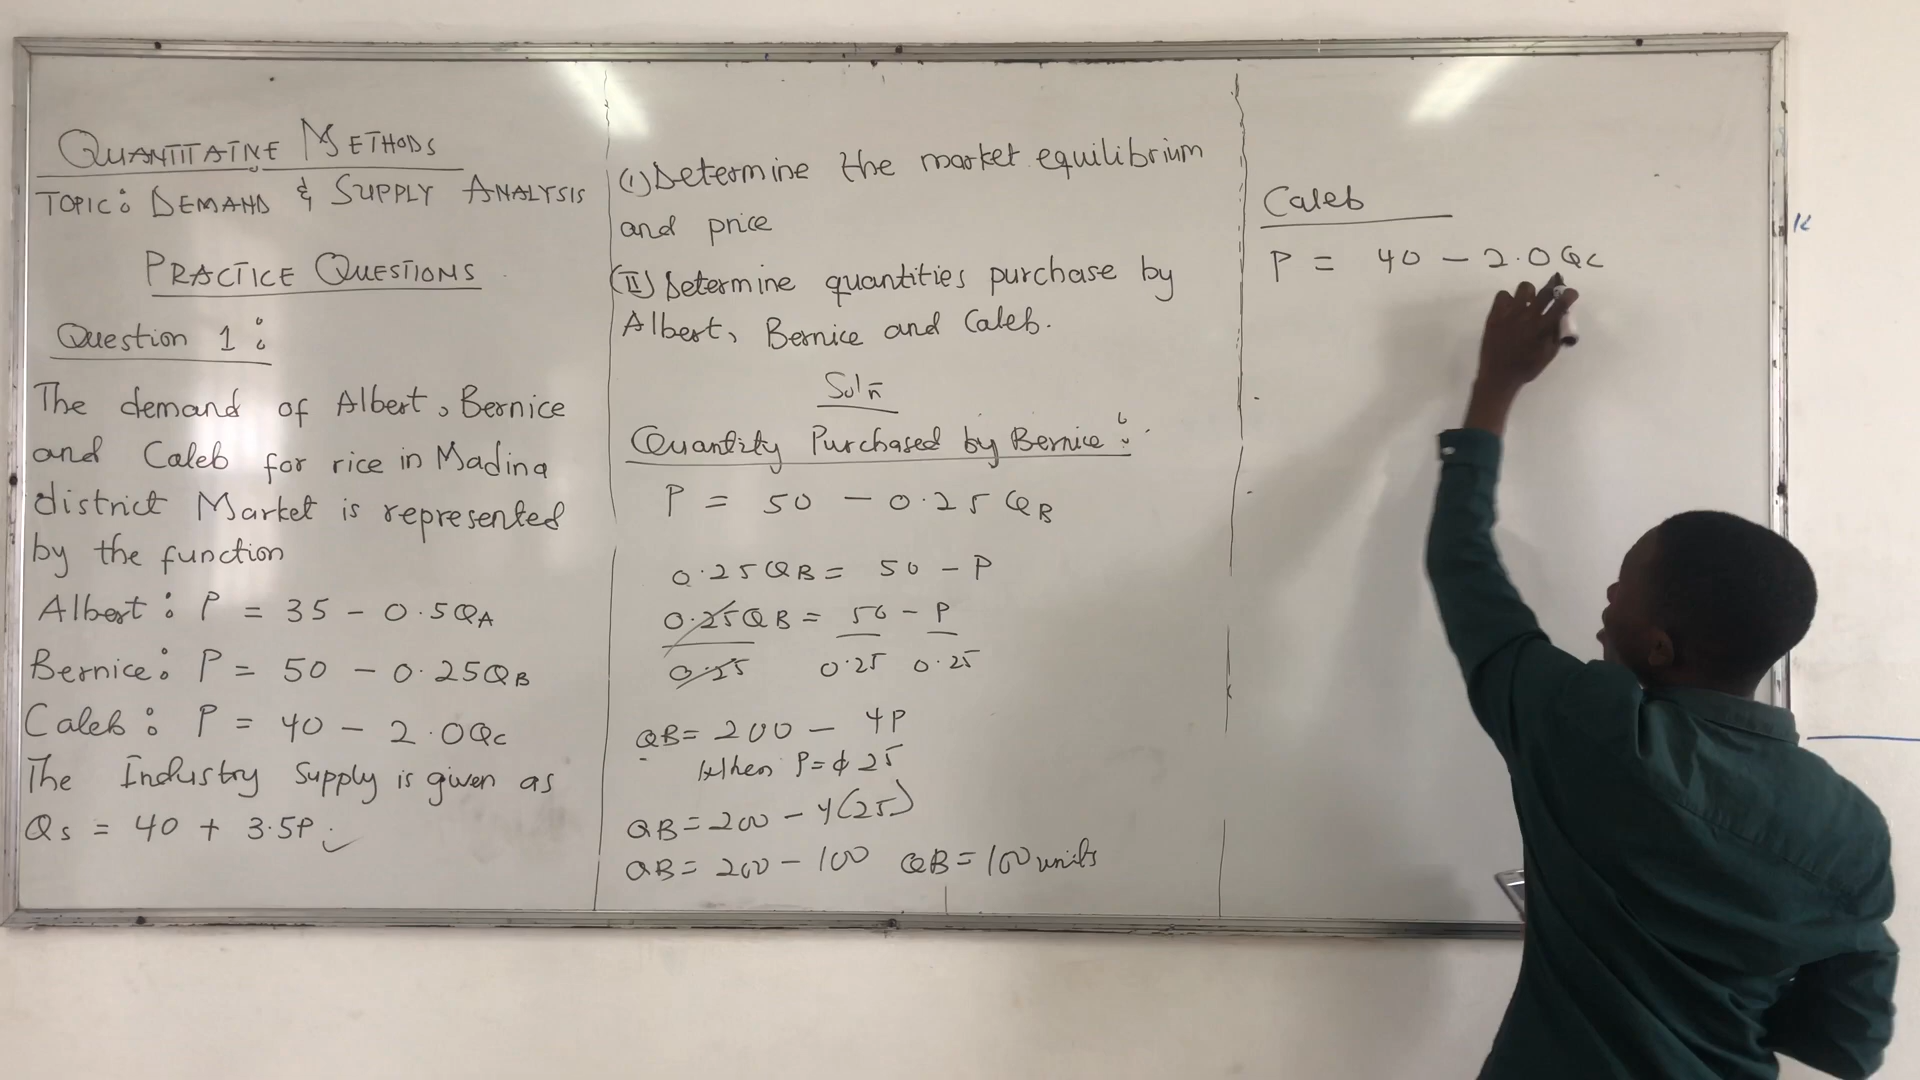 QUANTITATIVE METHODS
TOPIC: DEMAND & SUPPLY ANALYSIS
PRACTICE QUESTIONS
Question 1:
The demand of Albert, Bernice
and Caleb for rice in Madina
district Market is represented
by the function
Albert: P = 35 - 0.5QA
Bernice: P = 50 - 0.25QB
Caleb: P = 40 - 2.0Qc
The Industry Supply is given as
Qs = 40 + 3.5P.
(I) Determine the market equilibrium
and price
(II) Determine quantities purchase by
Albert, Bernice and Caleb.
Soln
Quantity Purchased by Bernice:
P = 50 - 0.25QB
0.25QB = 50 - P
0.25QB = 50 - P
0.25 0.25 0.25
QB = 200 - 4P
When P = ¢25
QB = 200 - 4(25)
QB = 200 - 100 QB = 100 units
Caleb
P = 40 - 2.0Qc
K